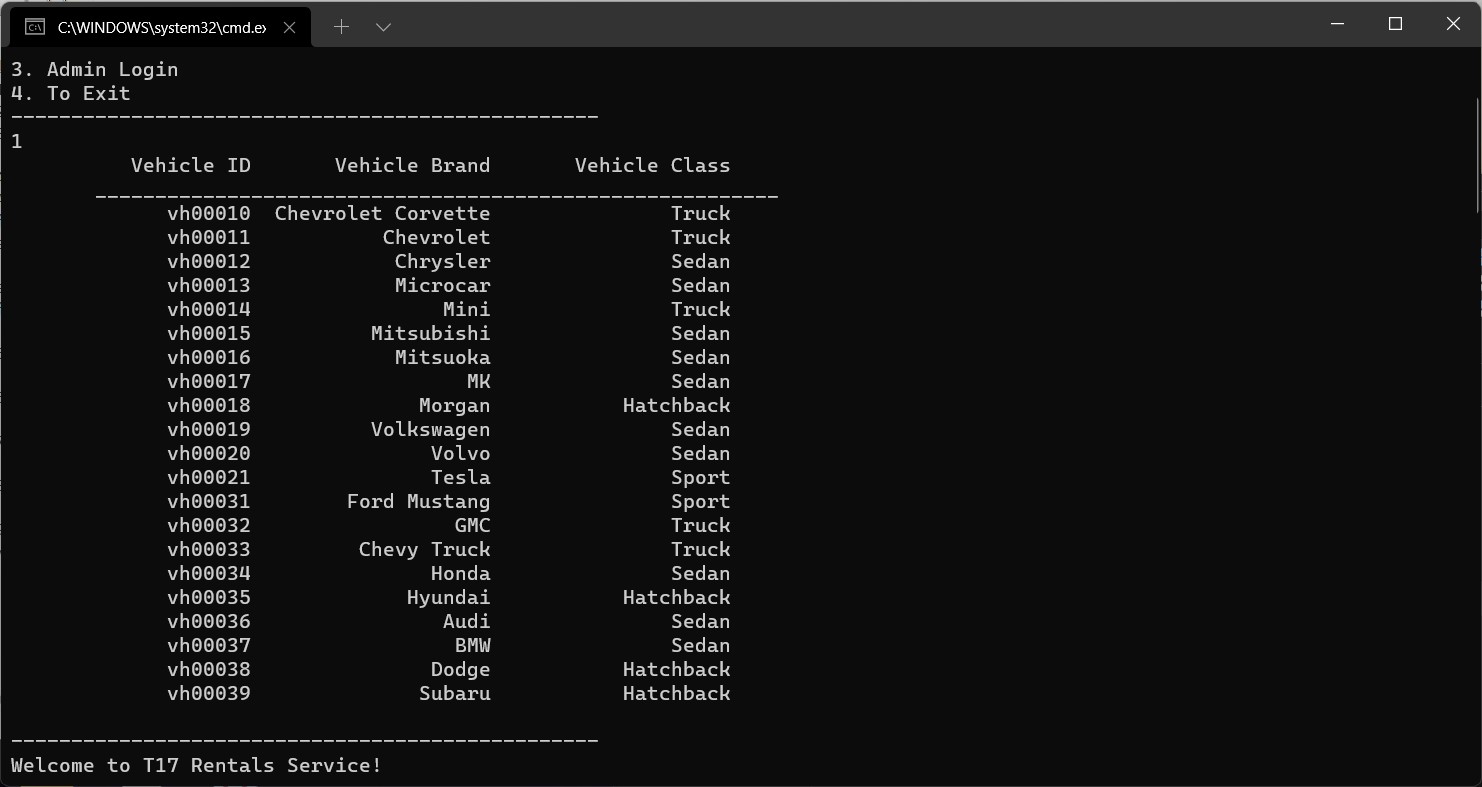 C:\WINDOWS\system32\cmd.ex
3. Admin Login
4. To Exit
-------------------------------------------------
1
Vehicle ID Vehicle Brand Vehicle Class
_________________________________________________________
vh00010 Chevrolet Corvette Truck
vh00011 Chevrolet Truck
vh00012 Chrysler Sedan
vh00013 Microcar Sedan
vh00014 Mini Truck
vh00015 Mitsubishi Sedan
vh00016 Mitsuoka Sedan
vh00017 MK Sedan
vh00018 Morgan Hatchback
vh00019 Volkswagen Sedan
vh00020 Volvo Sedan
vh00021 Tesla Sport
vh00031 Ford Mustang Sport
vh00032 GMC Truck
vh00033 Chevy Truck Truck
vh00034 Honda Sedan
vh00035 Hyundai Hatchback
vh00036 Audi Sedan
vh00037 BMW Sedan
vh00038 Dodge Hatchback
vh00039 Subaru Hatchback
-------------------------------------------------
Welcome to T17 Rentals Service!